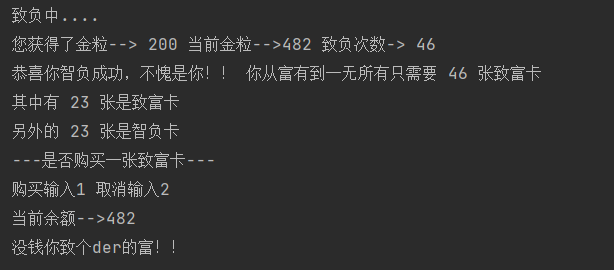 致负中....
您获得了金粒--> 200 当前金粒-->482 致负次数-> 46
恭喜你智负成功，不愧是你！！ 你从富有到一无所有只需要 46 张致富卡
其中有 23 张是致富卡
另外的 23 张是智负卡
---是否购买一张致富卡---
购买输入1 取消输入2
当前余额-->482
没钱你致个der的富！！